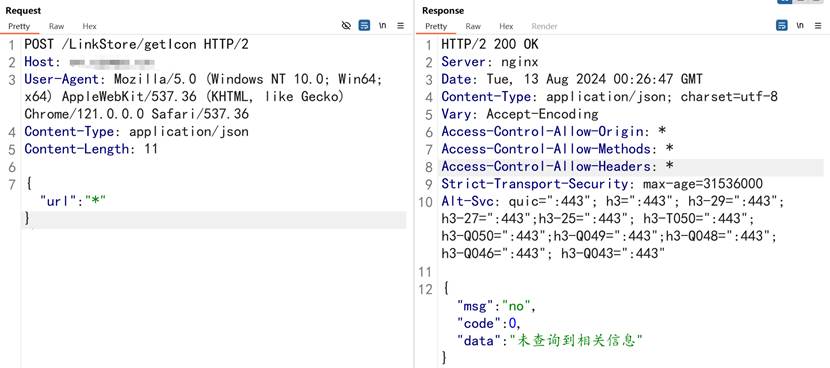 Request
Pretty Raw Hex
\n
1 POST /LinkStore/getIcon HTTP/2
2 Host:
3 User-Agent: Mozilla/5.0 (Windows NT 10.0; Win64;
x64) AppleWebKit/537.36 (KHTML, like Gecko)
Chrome/121.0.0.0 Safari/537.36
4 Content-Type: application/json
5 Content-Length: 11
6
7 {
"url":"*"
}
Response
Pretty Raw Hex Render
\n
1 HTTP/2 200 OK
2 Server: nginx
3 Date: Tue, 13 Aug 2024 00:26:47 GMT
4 Content-Type: application/json; charset=utf-8
5 Vary: Accept-Encoding
6 Access-Control-Allow-Origin: *
7 Access-Control-Allow-Methods: *
8 Access-Control-Allow-Headers: *
9 Strict-Transport-Security: max-age=31536000
10 Alt-Svc: quic=":443"; h3=":443"; h3-29=":443";
h3-27=":443";h3-25=":443"; h3-T050=":443";
h3-Q050=":443";h3-Q049=":443";h3-Q048=":443";
h3-Q046=":443"; h3-Q043=":443"
11
12 {
"msg":"no",
"code":0,
"data":"未查询到相关信息"
}